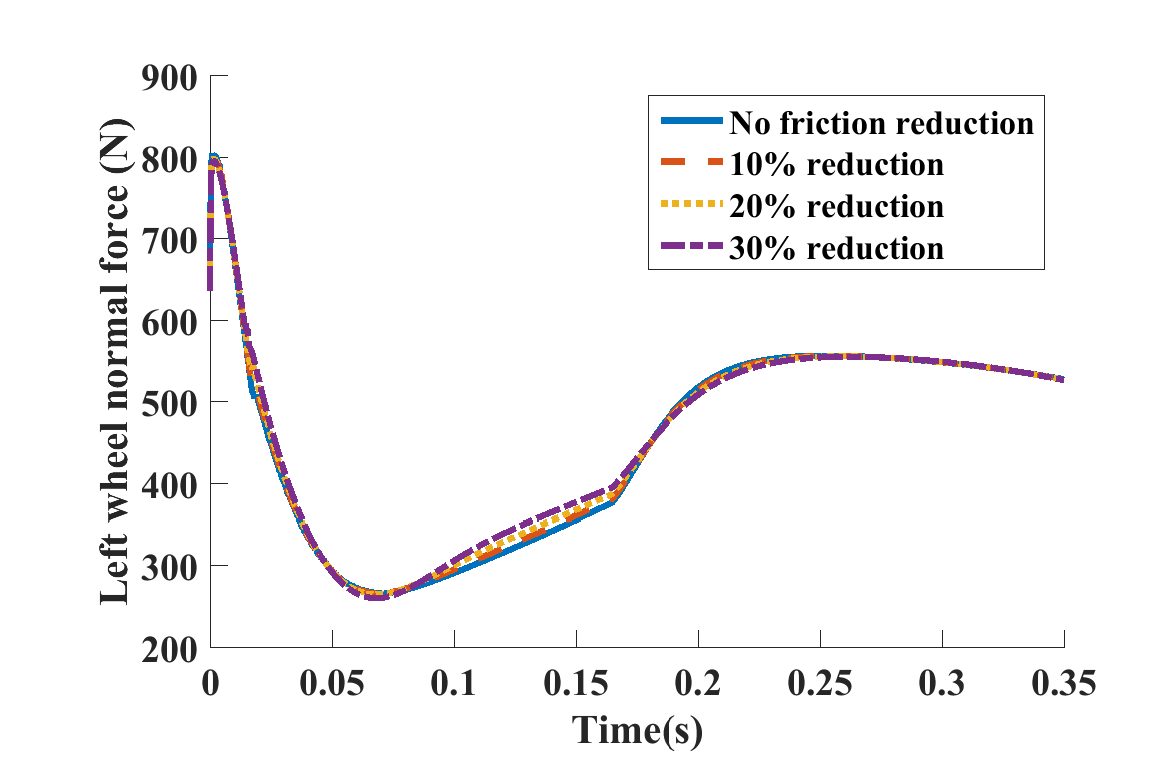 900
800
700
600
500
400
300
200
Left wheel normal force (N)
No friction reduction
10% reduction
20% reduction
30% reduction
0 0.05 0.1 0.15 0.2 0.25 0.3 0.35
Time(s)